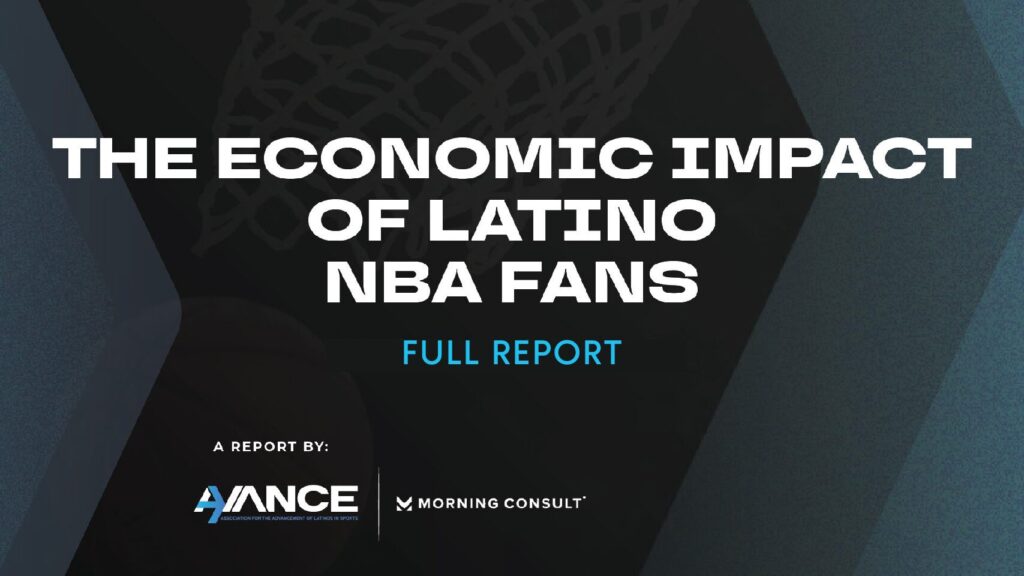 THE ECONOMIC IMPACT
OF LATINO
NBA FANS
FULL REPORT
A REPORT BY:
AVANCE
ASSOCIATION FOR THE ADVANCEMENT OF LATINOS IN SPORTS
MORNING CONSULT